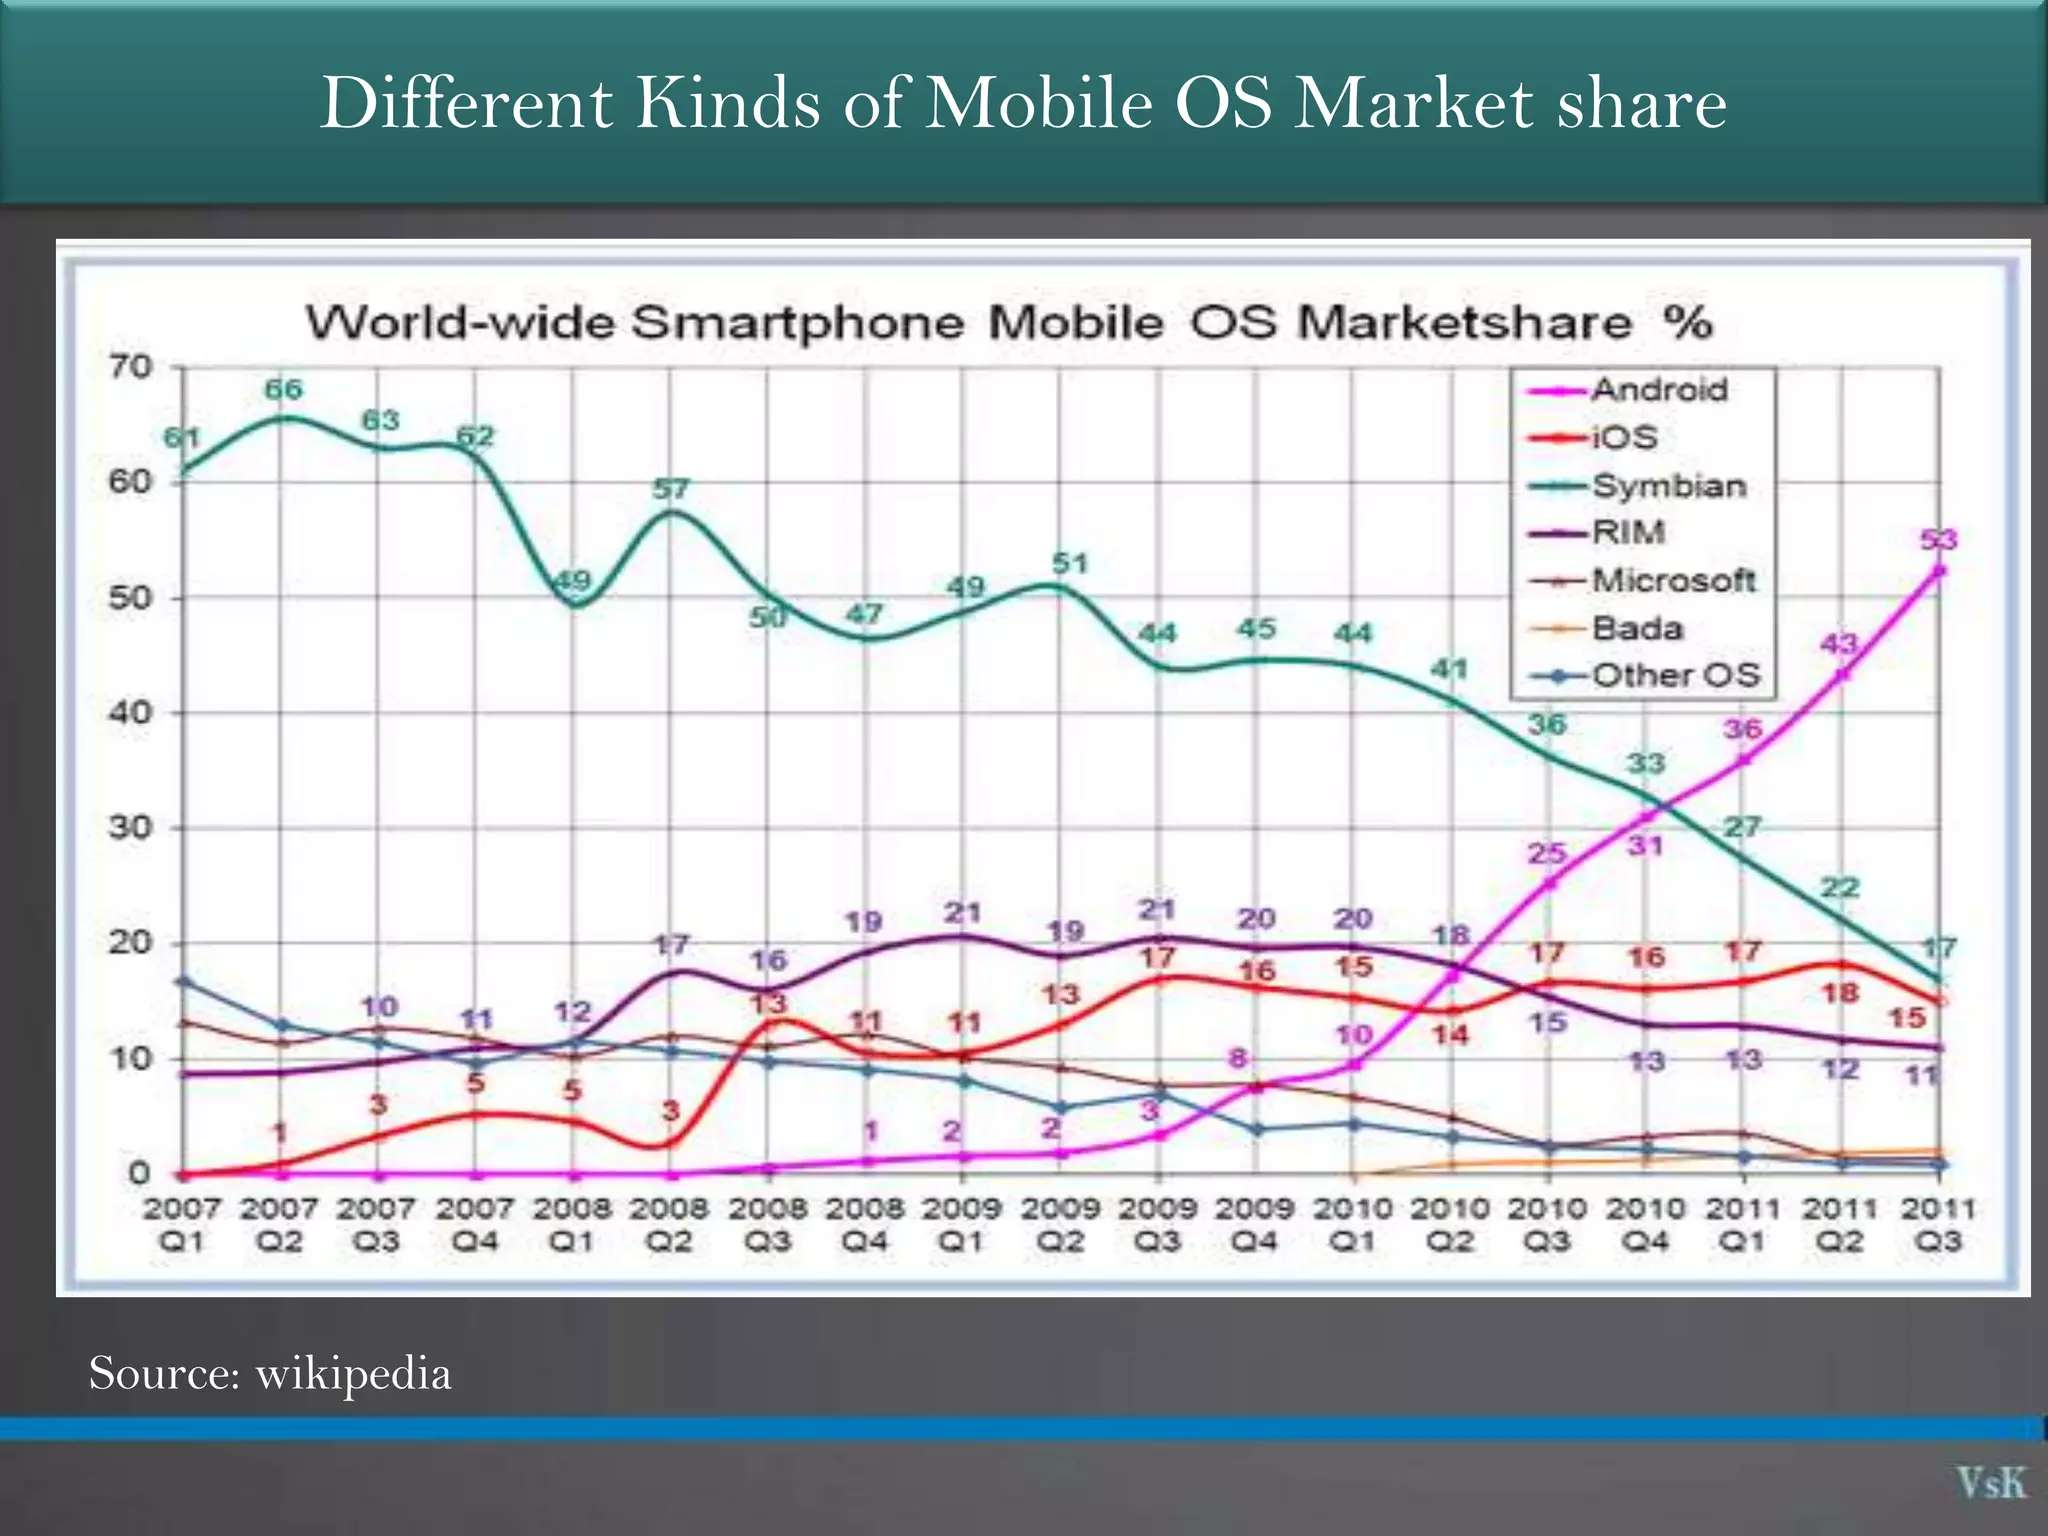 Different Kinds of Mobile OS Market share
World-wide Smartphone Mobile OS Marketshare %
70
60
50
40
30
20
10
0
Android
iOS
Symbian
RIM
Microsoft
Bada
Other OS
61 66 63 62 49 57 50 47 49 51 44 45 44 41 36 33 27 22 17
10 11 12 17 16 19 21 19 21 20 20 18 15 13 13 12 11
1 3 5 5 3 13 11 11 13 17 16 15 14 17 16 17 18 15
1 2 2 3 8 10 25 31 36 43 53
2007 2007 2007 2007 2008 2008 2008 2008 2009 2009 2009 2009 2010 2010 2010 2010 2011 2011 2011
Q1 Q2 Q3 Q4 Q1 Q2 Q3 Q4 Q1 Q2 Q3 Q4 Q1 Q2 Q3 Q4 Q1 Q2 Q3
Source: wikipedia
VsK